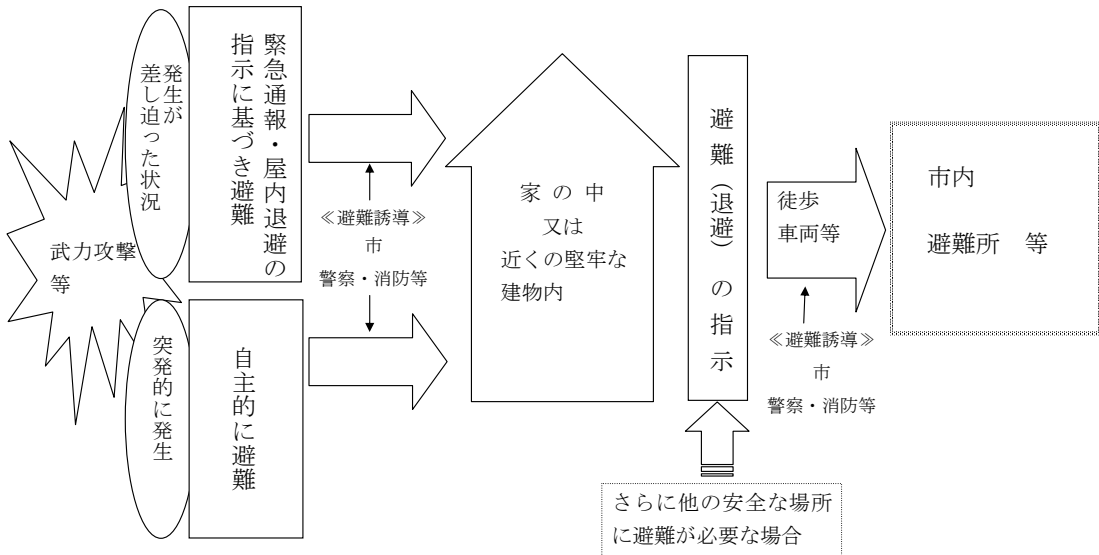 武力攻撃
等
発生が
差し迫った状況
緊急通報・屋内退避の
指示に基づき避難
突発的に発生
自主的に避難
≪避難誘導≫
市
警察・消防等
家の中
又は
近くの堅牢な
建物内
避難（退避）の指示
さらに他の安全な場所
に避難が必要な場合
徒歩
車両等
≪避難誘導≫
市
警察・消防等
市内
避難所　等